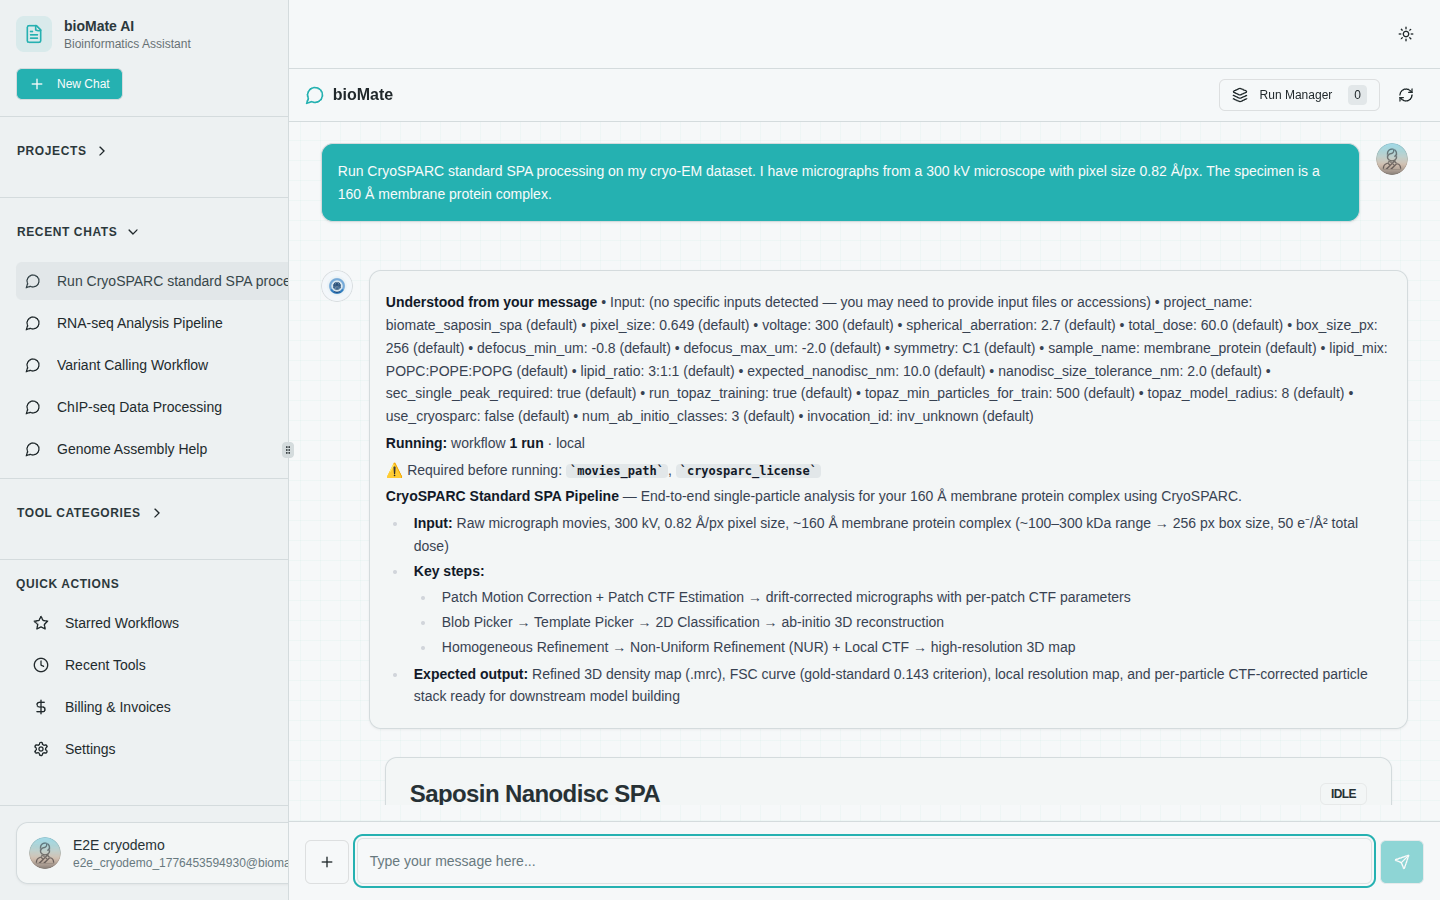 bioMate AI
Bioinformatics Assistant
New Chat
PROJECTS
RECENT CHATS
Run CryoSPARC standard SPA proce
RNA-seq Analysis Pipeline
Variant Calling Workflow
ChIP-seq Data Processing
Genome Assembly Help
TOOL CATEGORIES
QUICK ACTIONS
Starred Workflows
Recent Tools
Billing & Invoices
Settings
E2E cryodemo
e2e_cryodemo_1776453594930@bioma
bioMate
Run Manager 0
Run CryoSPARC standard SPA processing on my cryo-EM dataset. I have micrographs from a 300 kV microscope with pixel size 0.82 Å/px. The specimen is a
160 Å membrane protein complex.
Understood from your message • Input: (no specific inputs detected — you may need to provide input files or accessions) • project_name:
biomate_saposin_spa (default) • pixel_size: 0.649 (default) • voltage: 300 (default) • spherical_aberration: 2.7 (default) • total_dose: 60.0 (default) • box_size_px:
256 (default) • defocus_min_um: -0.8 (default) • defocus_max_um: -2.0 (default) • symmetry: C1 (default) • sample_name: membrane_protein (default) • lipid_mix:
POPC:POPE:POPG (default) • lipid_ratio: 3:1:1 (default) • expected_nanodisc_nm: 10.0 (default) • nanodisc_size_tolerance_nm: 2.0 (default) •
sec_single_peak_required: true (default) • run_topaz_training: true (default) • topaz_min_particles_for_train: 500 (default) • topaz_model_radius: 8 (default) •
use_cryosparc: false (default) • num_ab_initio_classes: 3 (default) • invocation_id: inv_unknown (default)
Running: workflow 1 run · local
⚠️ Required before running: `movies_path`, `cryosparc_license`
CryoSPARC Standard SPA Pipeline — End-to-end single-particle analysis for your 160 Å membrane protein complex using CryoSPARC.
Input: Raw micrograph movies, 300 kV, 0.82 Å/px pixel size, ~160 Å membrane protein complex (~100–300 kDa range → 256 px box size, 50 e⁻/Å² total
dose)
Key steps:
Patch Motion Correction + Patch CTF Estimation → drift-corrected micrographs with per-patch CTF parameters
Blob Picker → Template Picker → 2D Classification → ab-initio 3D reconstruction
Homogeneous Refinement → Non-Uniform Refinement (NUR) + Local CTF → high-resolution 3D map
Expected output: Refined 3D density map (.mrc), FSC curve (gold-standard 0.143 criterion), local resolution map, and per-particle CTF-corrected particle
stack ready for downstream model building
Saposin Nanodisc SPA
IDLE
Type your message here...